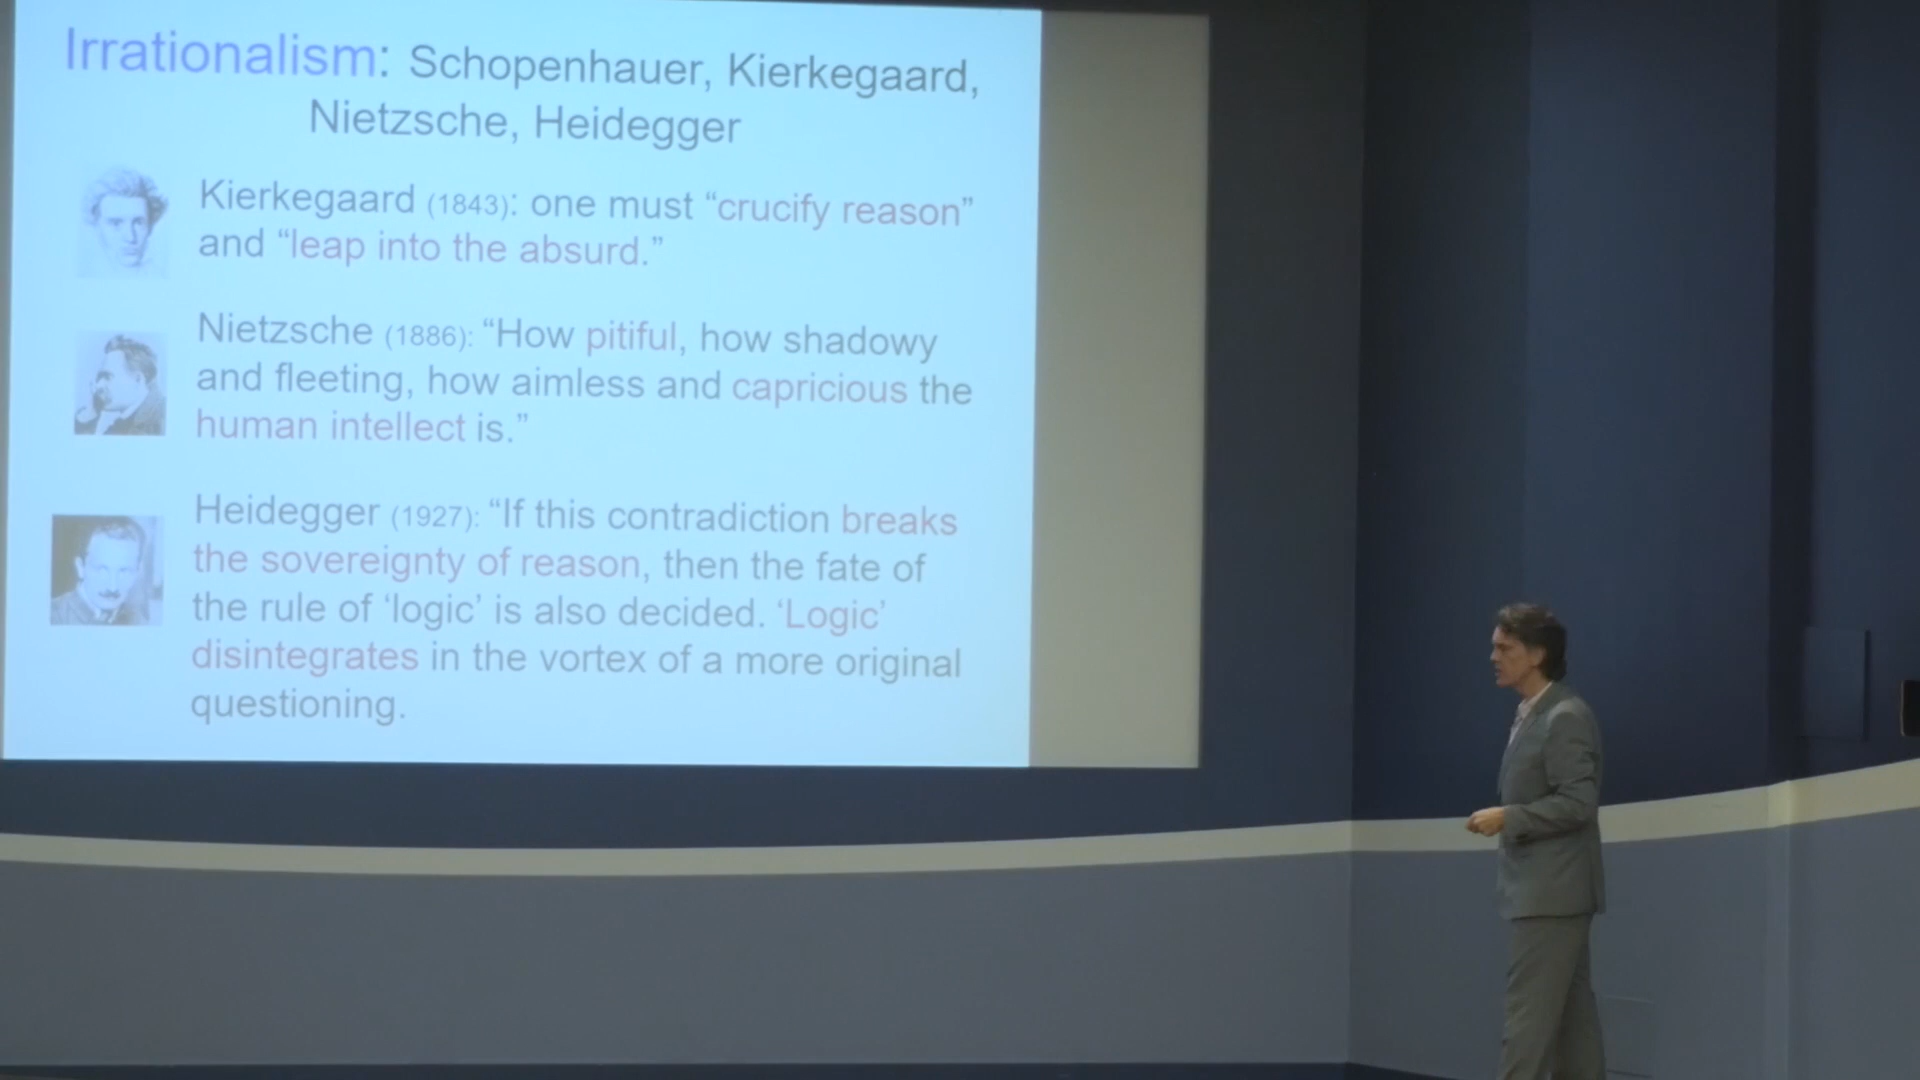 Irrationalism: Schopenhauer, Kierkegaard,
Nietzsche, Heidegger
Kierkegaard (1843): one must “crucify reason”
and “leap into the absurd.”
Nietzsche (1886): “How pitiful, how shadowy
and fleeting, how aimless and capricious the
human intellect is.”
Heidegger (1927): “If this contradiction breaks
the sovereignty of reason, then the fate of
the rule of ‘logic’ is also decided. ‘Logic’
disintegrates in the vortex of a more original
questioning.